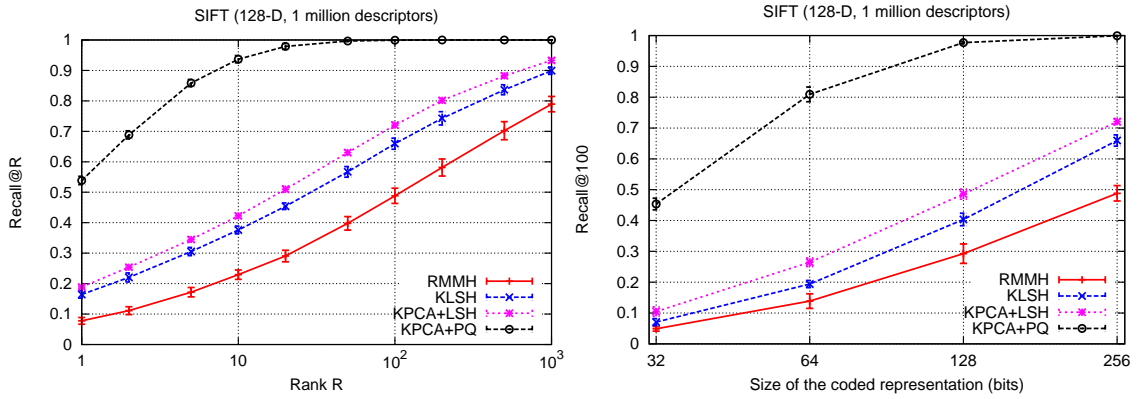 SIFT (128-D, 1 million descriptors)
1
0.9
0.8
0.7
0.6
0.5
0.4
0.3
0.2
0.1
0
Recall@R
RMMH
KLSH
KPCA+LSH
KPCA+PQ
1 10 10² 10³
Rank R
SIFT (128-D, 1 million descriptors)
1
0.9
0.8
0.7
0.6
0.5
0.4
0.3
0.2
0.1
0
Recall@100
RMMH
KLSH
KPCA+LSH
KPCA+PQ
32 64 128 256
Size of the coded representation (bits)